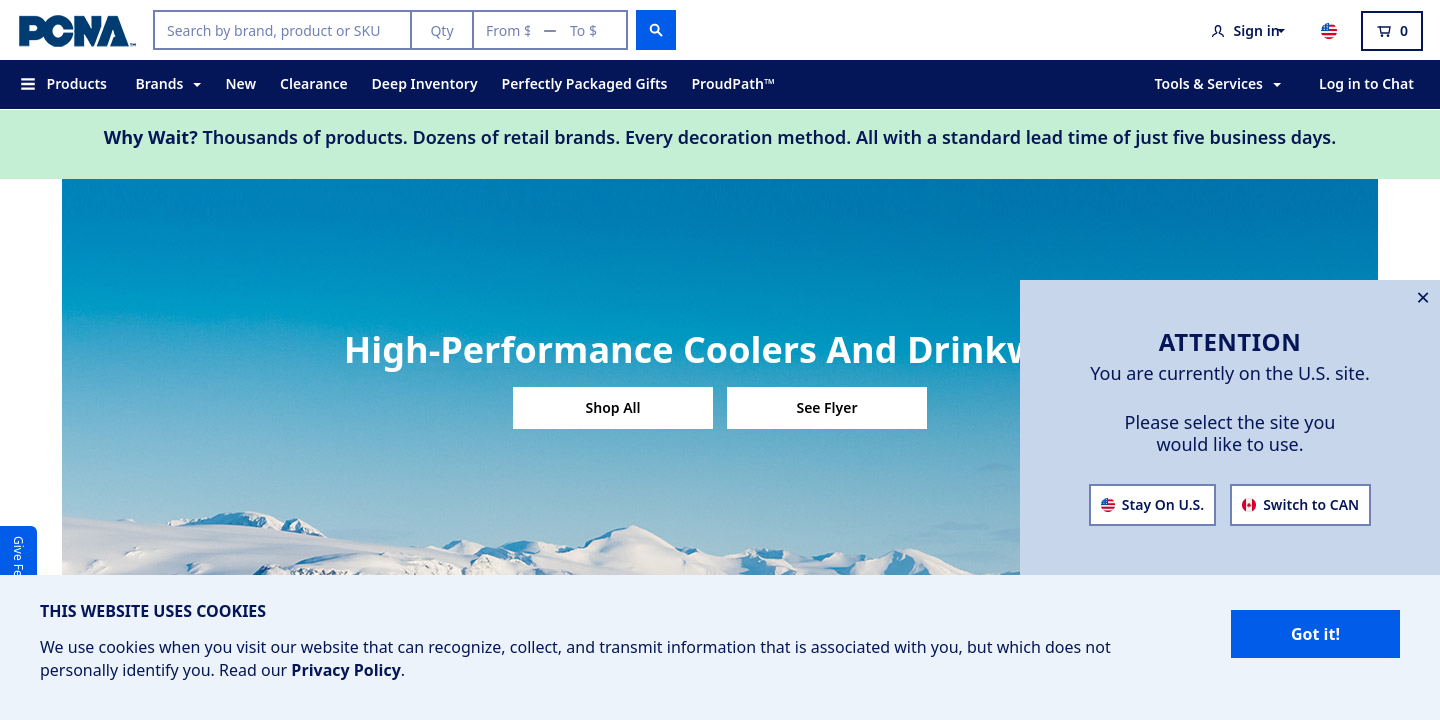 PCNA™
Search by brand, product or SKU
Qty
From $ — To $
Sign in
0
Products
Brands
New
Clearance
Deep Inventory
Perfectly Packaged Gifts
ProudPath™
Tools & Services
Log in to Chat
Why Wait? Thousands of products. Dozens of retail brands. Every decoration method. All with a standard lead time of just five business days.
High-Performance Coolers And
Shop All
See Flyer
ATTENTION
You are currently on the U.S. site.
Please select the site you
would like to use.
Stay On U.S.
Switch to CAN
Give
THIS WEBSITE USES COOKIES
We use cookies when you visit our website that can recognize, collect, and transmit information that is associated with you, but which does not
personally identify you. Read our Privacy Policy.
Got it!